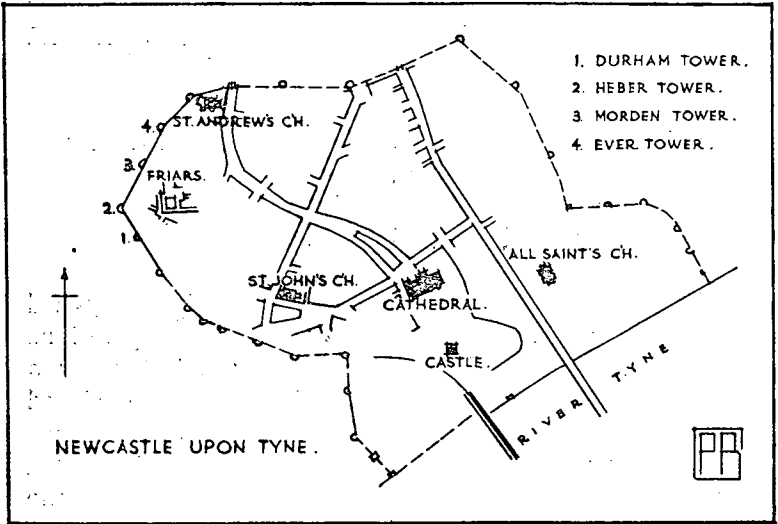 1. DURHAM TOWER.
2. HEBER TOWER.
3. MORDEN TOWER.
4. EVER TOWER.
ST. ANDREW'S CH.
4.
3.
FRIARS.
2.
1.
ALL SAINT'S CH.
ST. JOHN'S CH.
CATHEDRAL.
CASTLE.
RIVER TYNE
NEWCASTLE UPON TYNE.
PB